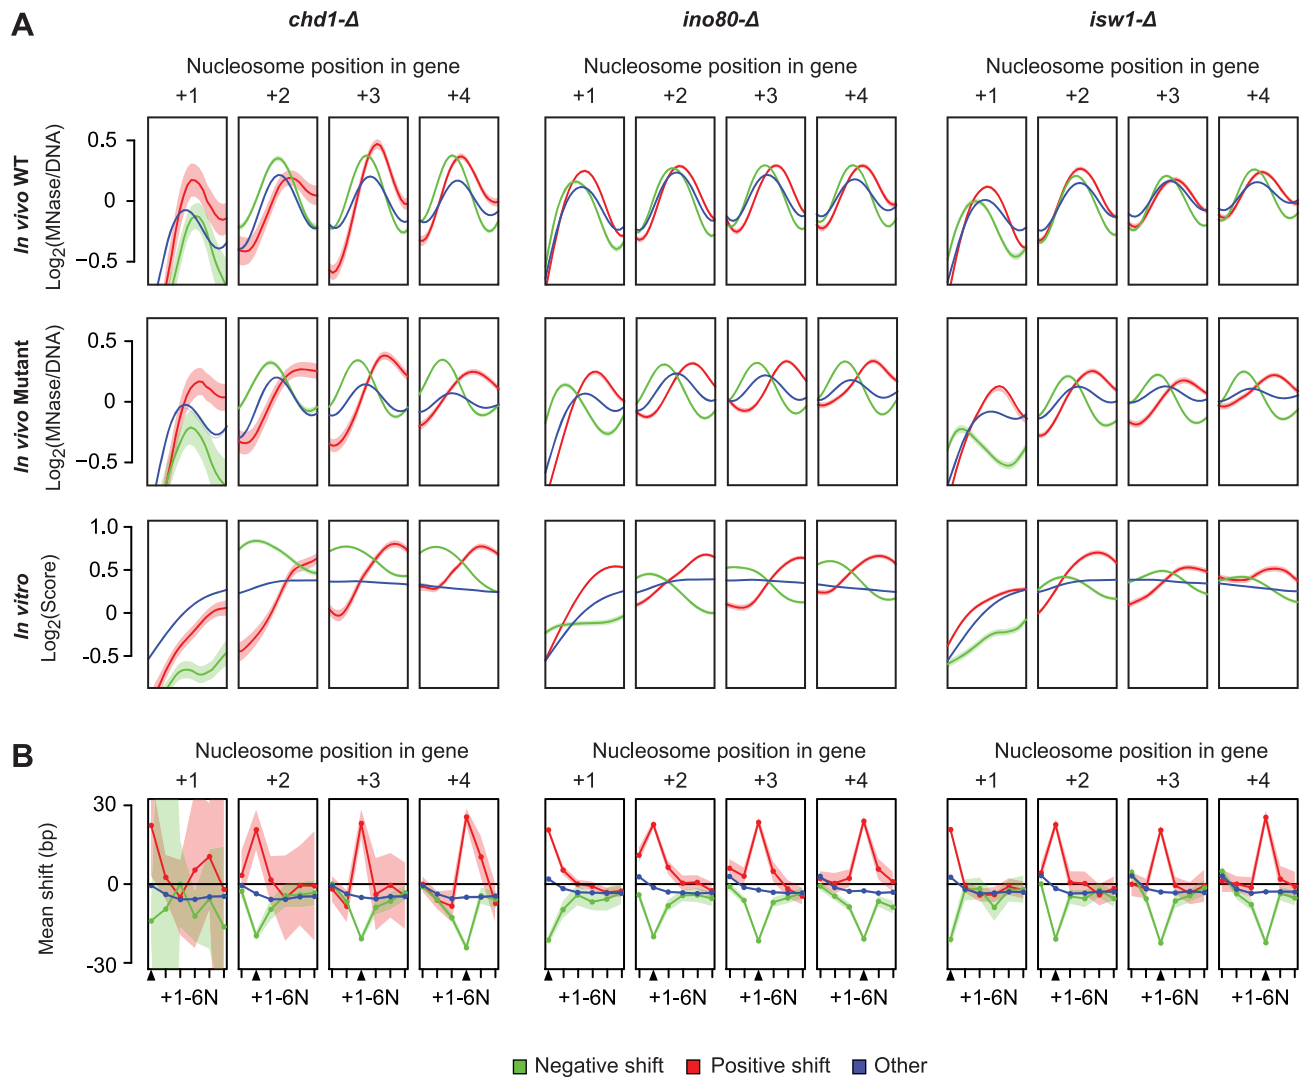 A
chd1-Δ ino80-Δ isw1-Δ
Nucleosome position in gene Nucleosome position in gene Nucleosome position in gene
+1 +2 +3 +4 +1 +2 +3 +4 +1 +2 +3 +4
In vivo WT
Log2(MNase/DNA)
0.5
0
−0.5
In vivo Mutant
Log2(MNase/DNA)
0.5
0
−0.5
In vitro
Log2(Score)
1.0
0.5
0
-0.5
B
Nucleosome position in gene Nucleosome position in gene Nucleosome position in gene
+1 +2 +3 +4 +1 +2 +3 +4 +1 +2 +3 +4
Mean shift (bp)
30
0
-30
+1-6N +1-6N +1-6N +1-6N +1-6N +1-6N +1-6N +1-6N +1-6N +1-6N +1-6N +1-6N
Negative shift Positive shift Other